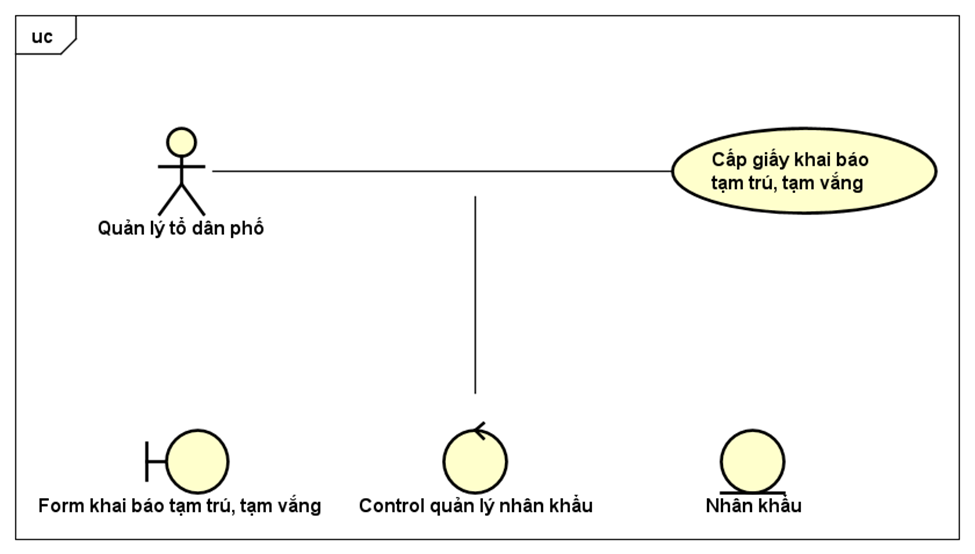 uc
Cấp giấy khai báo
tạm trú, tạm vắng
Quản lý tổ dân phố
Form khai báo tạm trú, tạm vắng
Control quản lý nhân khẩu
Nhân khẩu